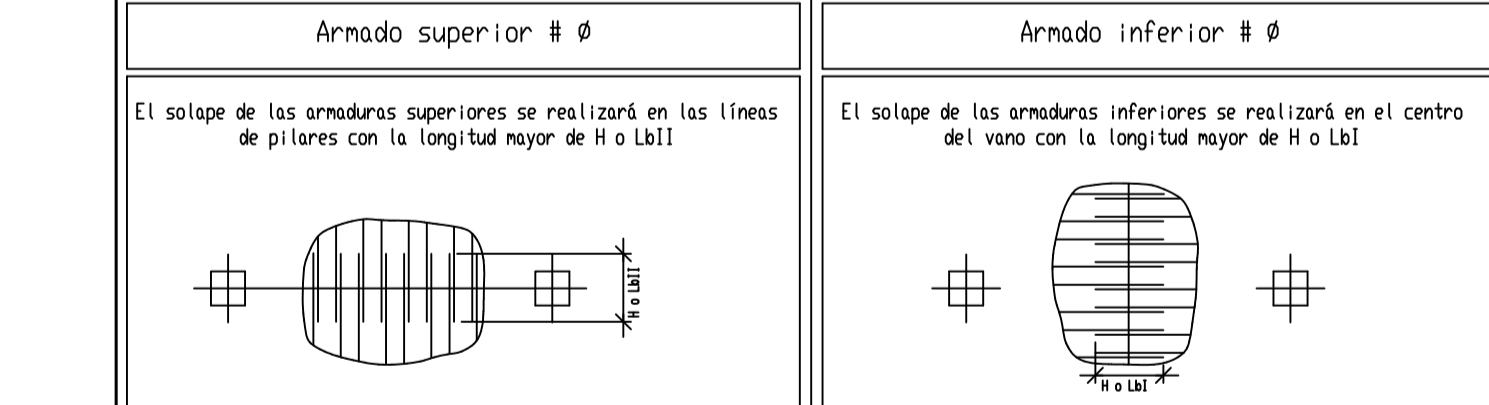 Armado superior # Ø
El solape de las armaduras superiores se realizará en las líneas
de pilares con la longitud mayor de H o LbII
H o LbII
Armado inferior # Ø
El solape de las armaduras inferiores se realizará en el centro
del vano con la longitud mayor de H o LbI
H o LbI